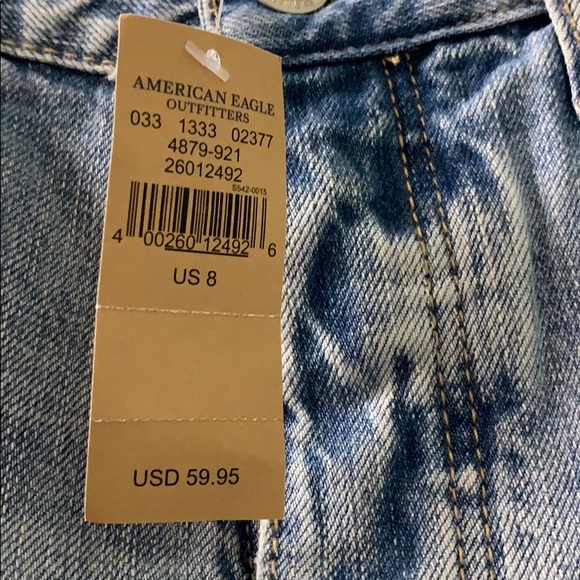 AMERICAN EAGLE
OUTFITTERS
033 1333 02377
4879-921
26012492
S542-0015
4 00260 12492 6
US 8
USD 59.95